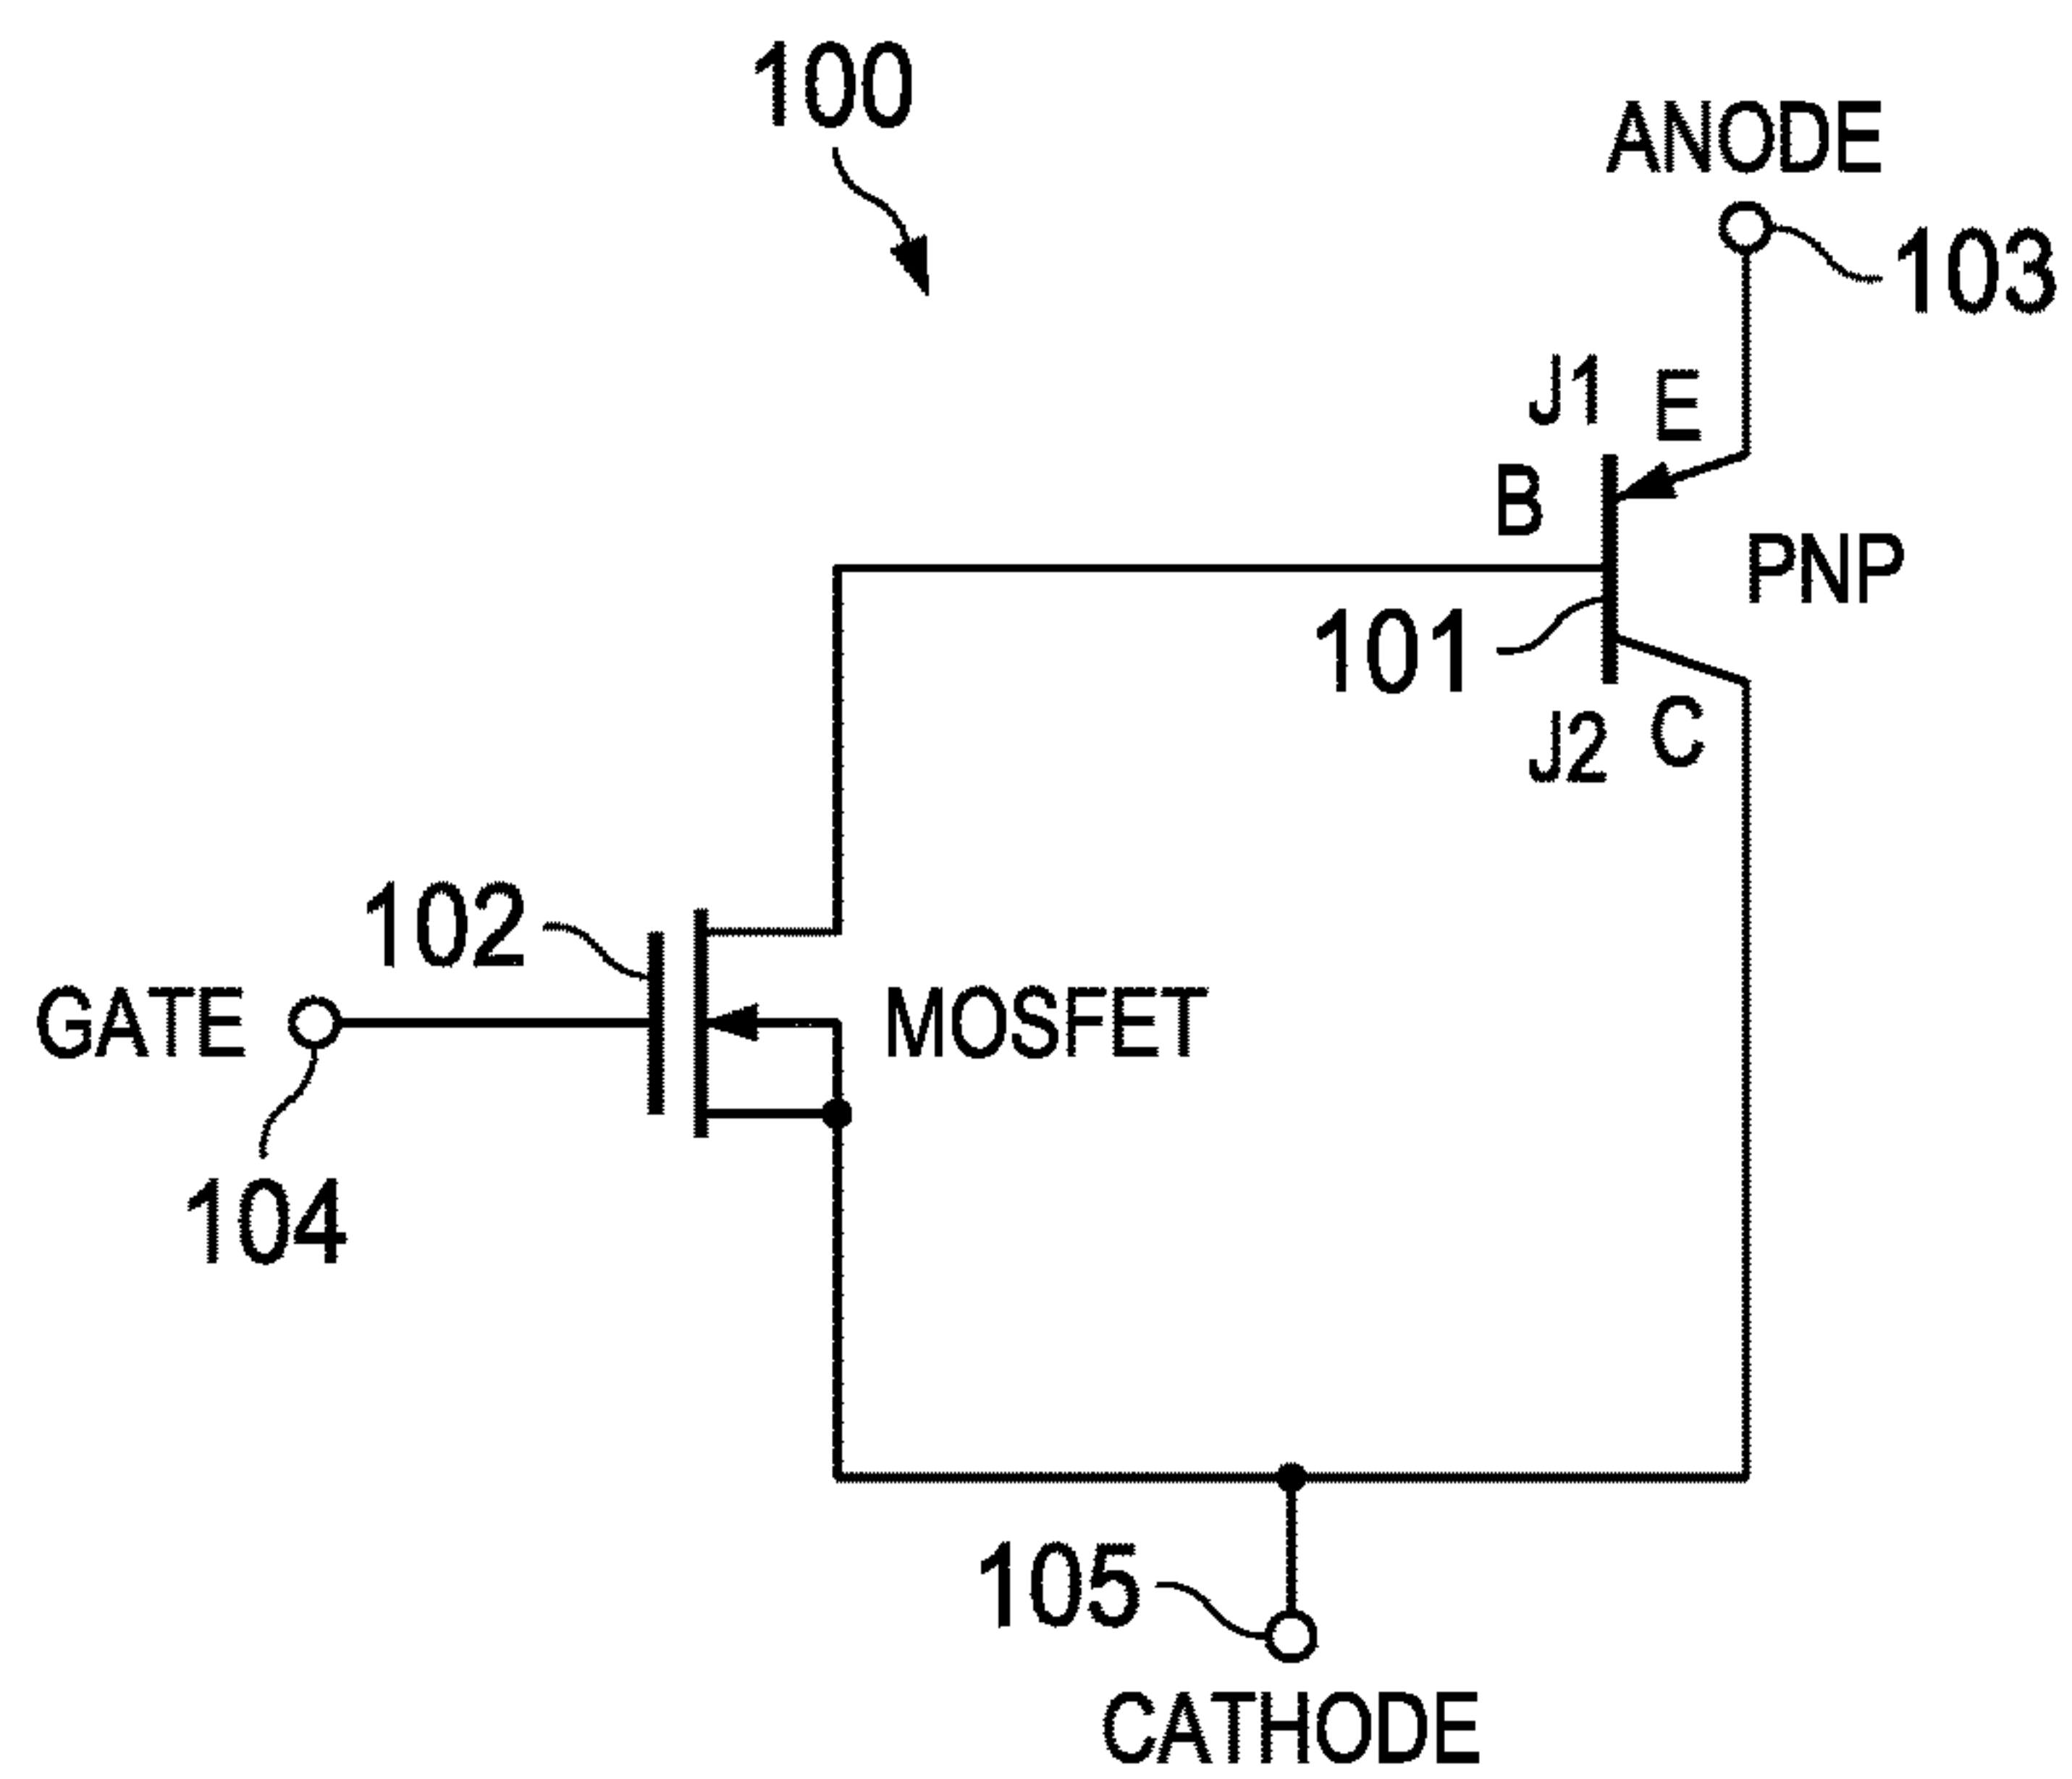 100
ANODE
103
J1
E
B
PNP
101
J2
C
102
GATE
MOSFET
104
105
CATHODE